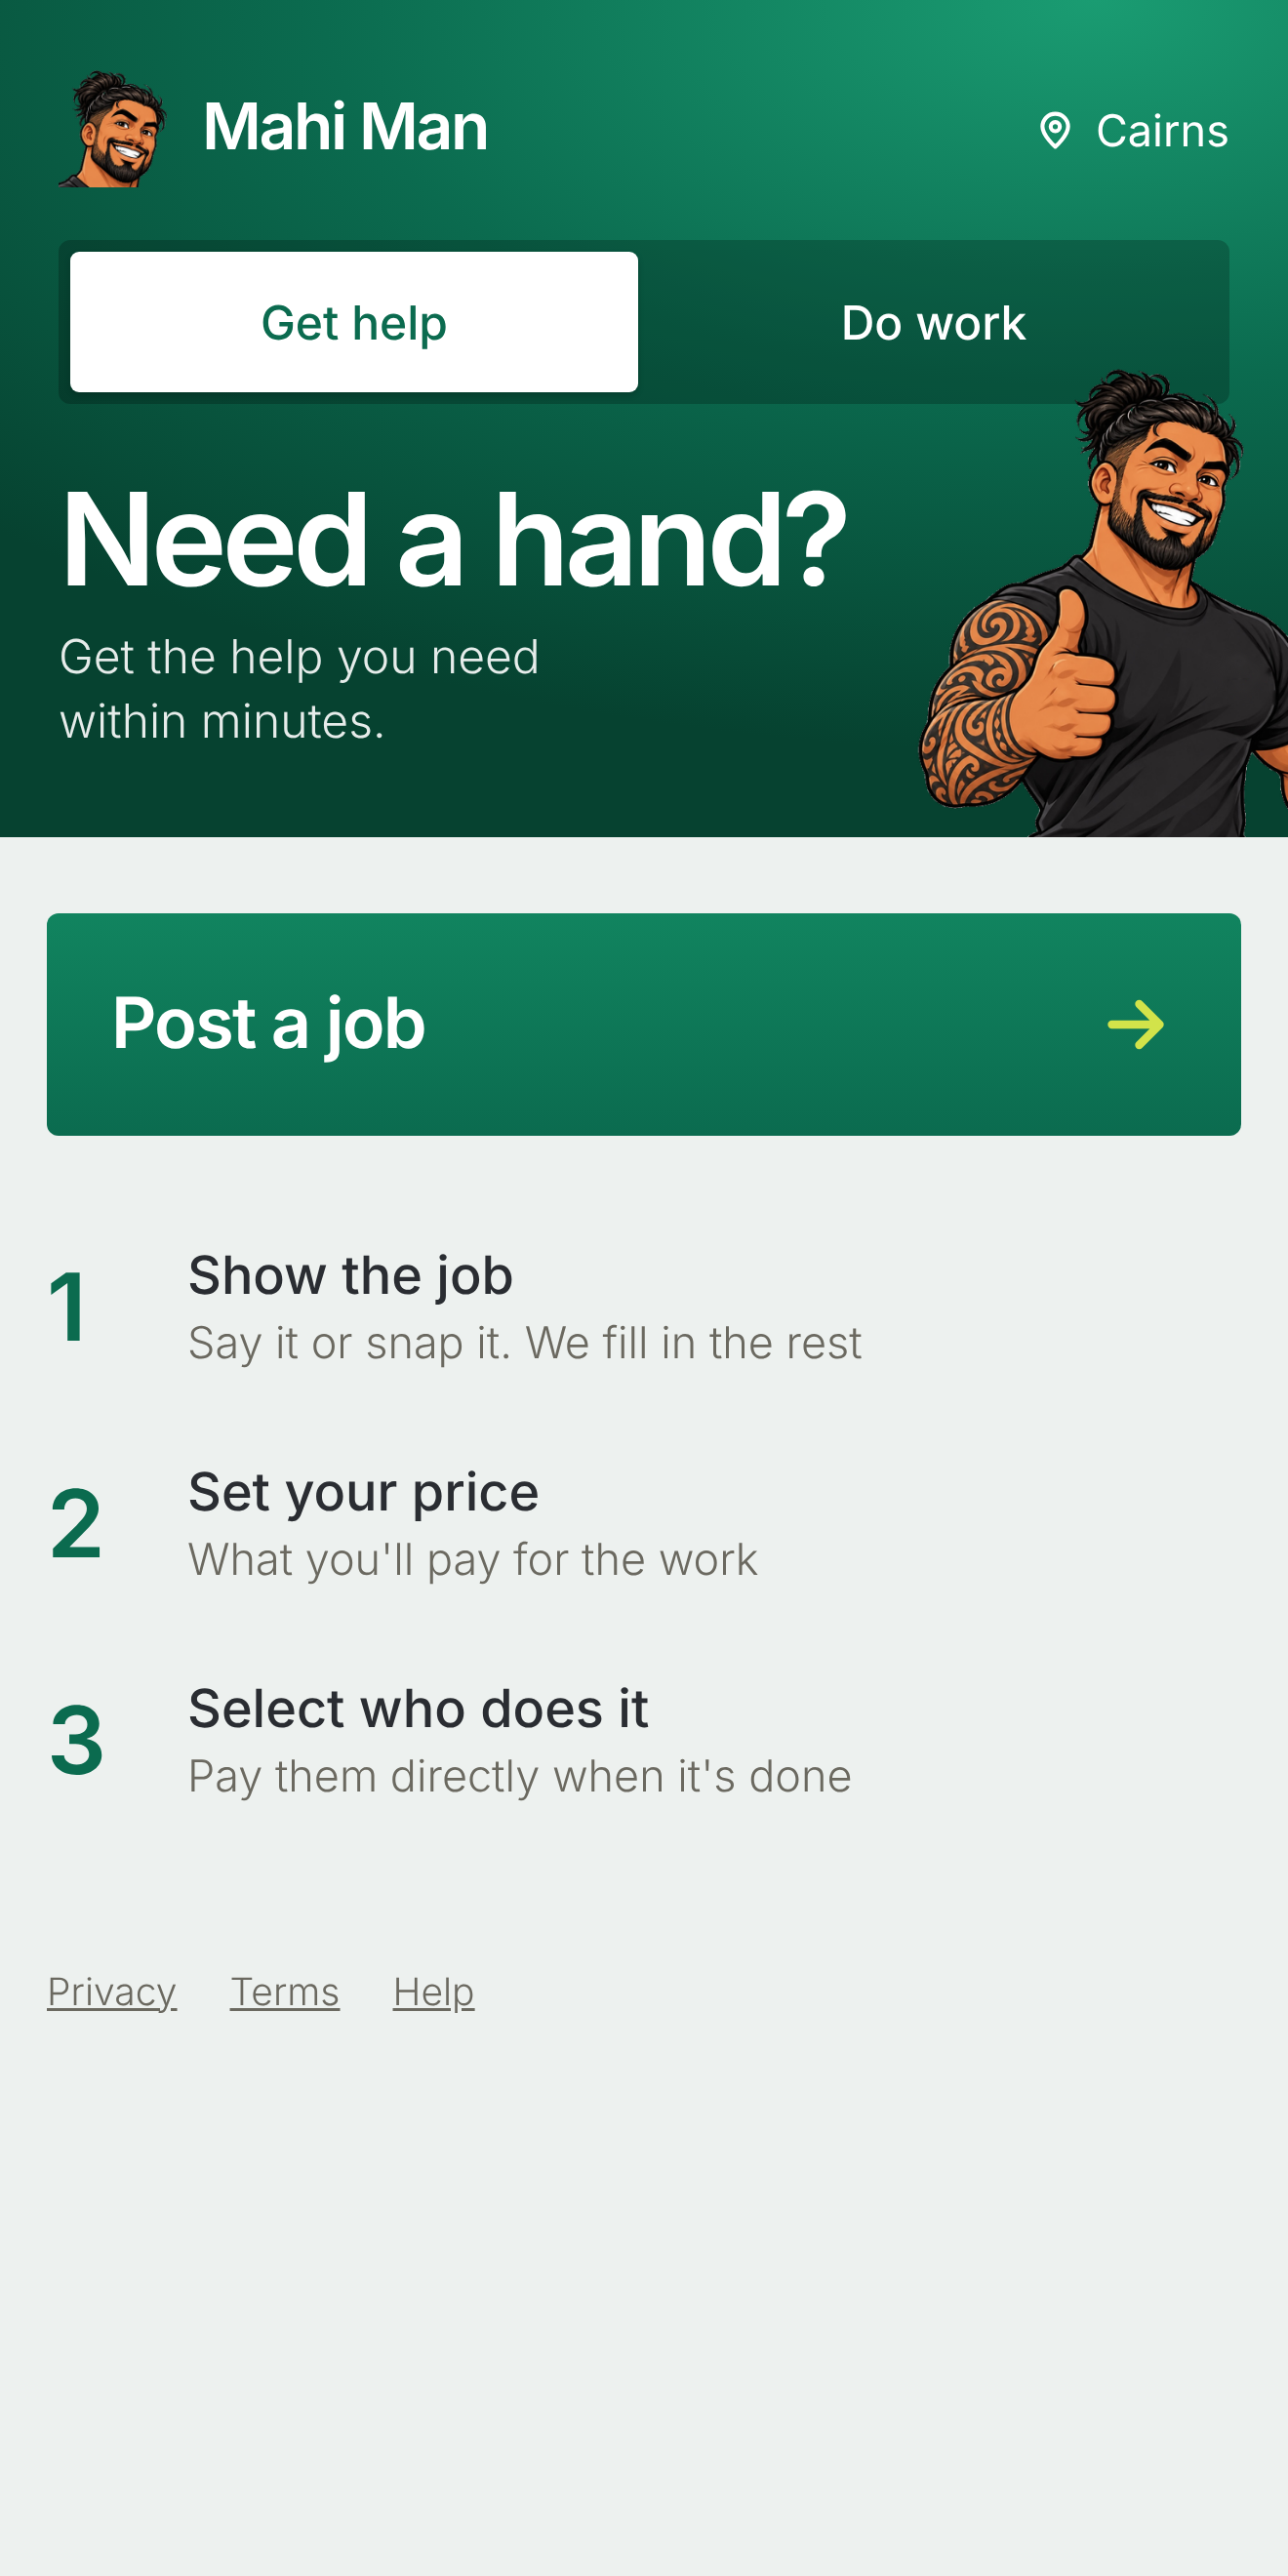 Mahi Man
Cairns
Get help
Do work
Need a hand?
Get the help you need
within minutes.
Post a job
1
Show the job
Say it or snap it. We fill in the rest
2
Set your price
What you'll pay for the work
3
Select who does it
Pay them directly when it's done
Privacy Terms Help